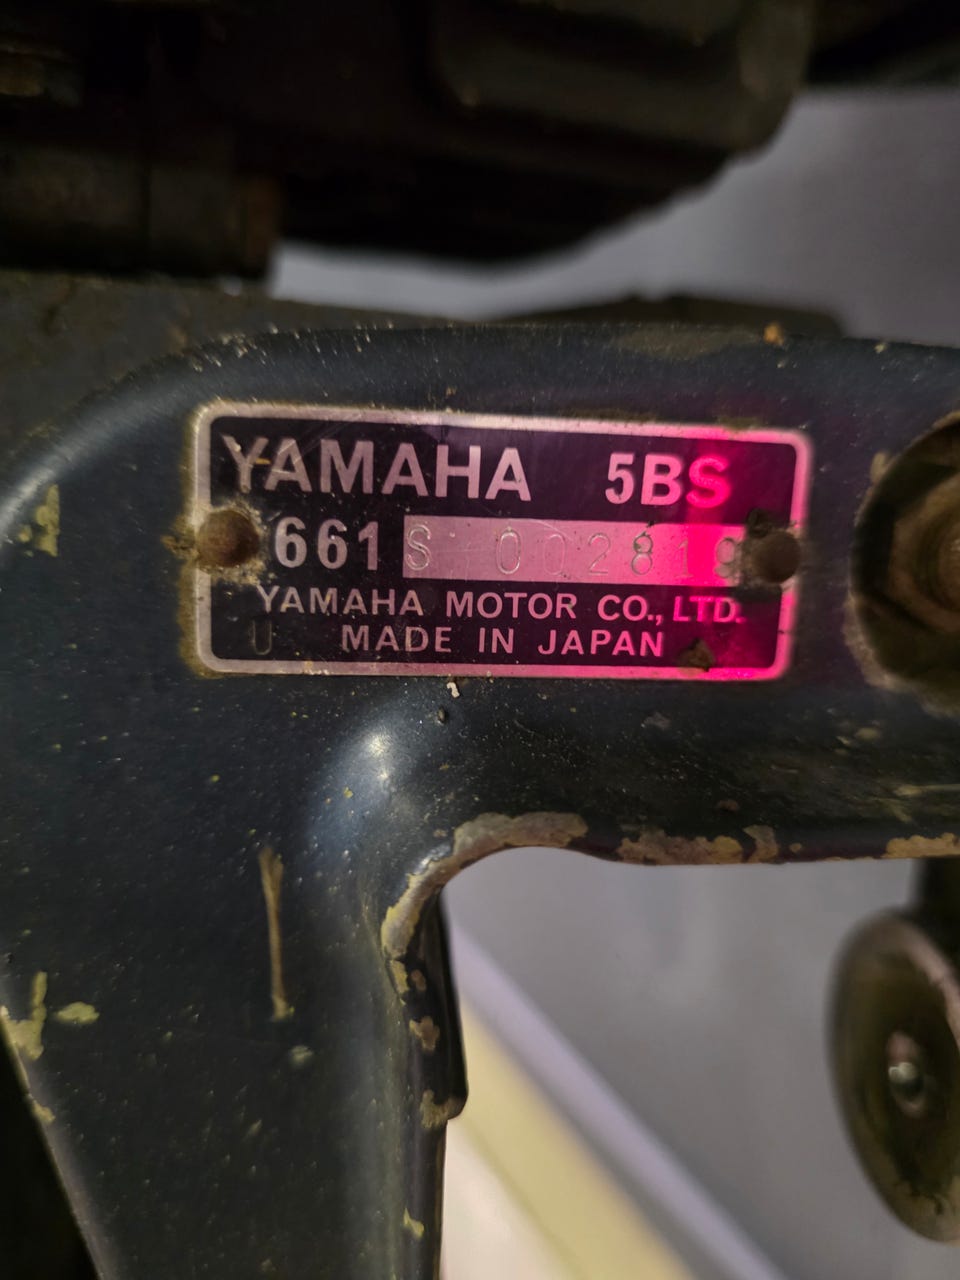 YAMAHA 5BS
661 S 002819
YAMAHA MOTOR CO., LTD.
U MADE IN JAPAN